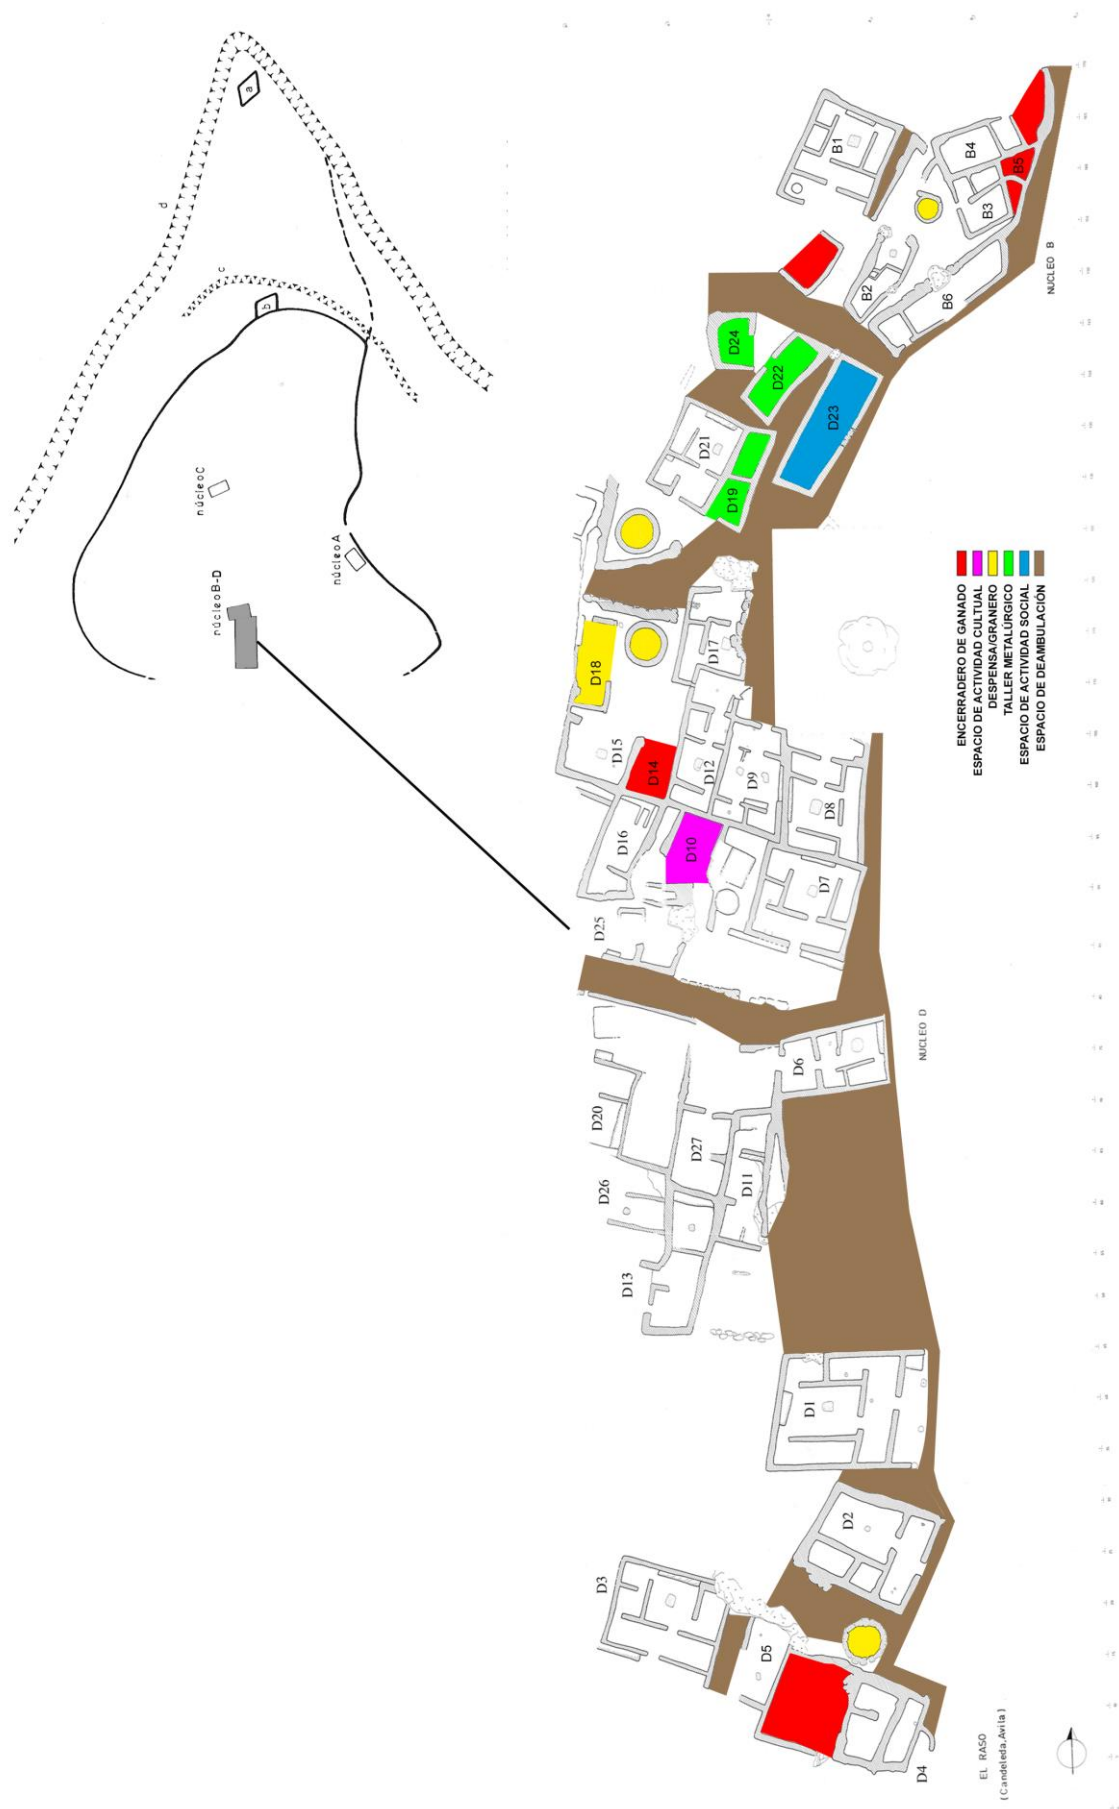 d
a
c
b
núcleoC
núcleoB-D
núcleoA
B1
B4
B5
B3
B2
B6
NUCLEO B
D24
D22
D23
D21
D19
D18
D17
D15
D14
D12
D9
D16
D10
D8
D7
D25
ENCERRADERO DE GANADO
ESPACIO DE ACTIVIDAD CULTUAL
DESPENSA/GRANERO
TALLER METALÚRGICO
ESPACIO DE ACTIVIDAD SOCIAL
ESPACIO DE DEAMBULACIÓN
NUCLEO D
D6
D20
D27
D26
D11
D13
D1
D2
D3
D5
D4
EL RASO
(Candeleda,Avila)